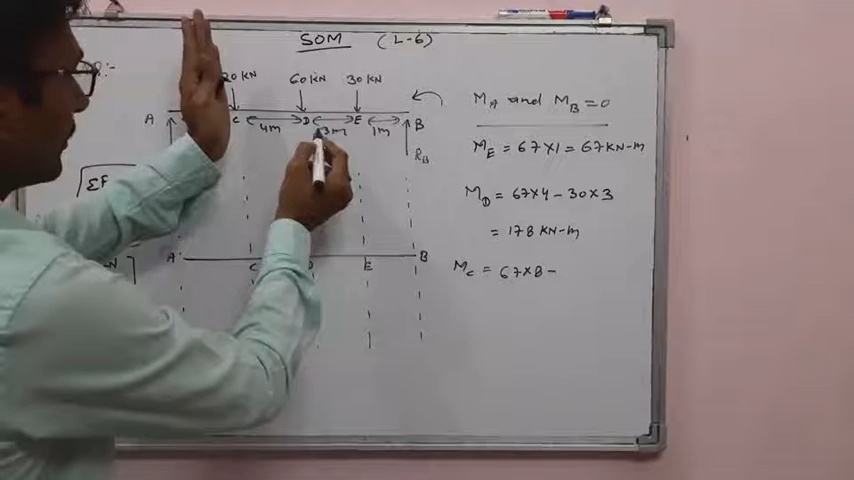 SOM (L-6)
20 KN 60 KN 30 KN
A C 4m D 3m E 1m B
R_B
ΣF
A C D E B
M_A and M_B = 0
M_E = 67×1 = 67 KN-m
M_D = 67×4 - 30×3
= 178 KN-m
M_C = 67×8 -